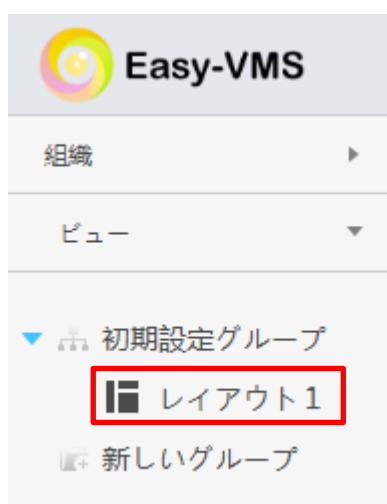 Easy-VMS
組織
ビュー
初期設定グループ
レイアウト1
新しいグループ